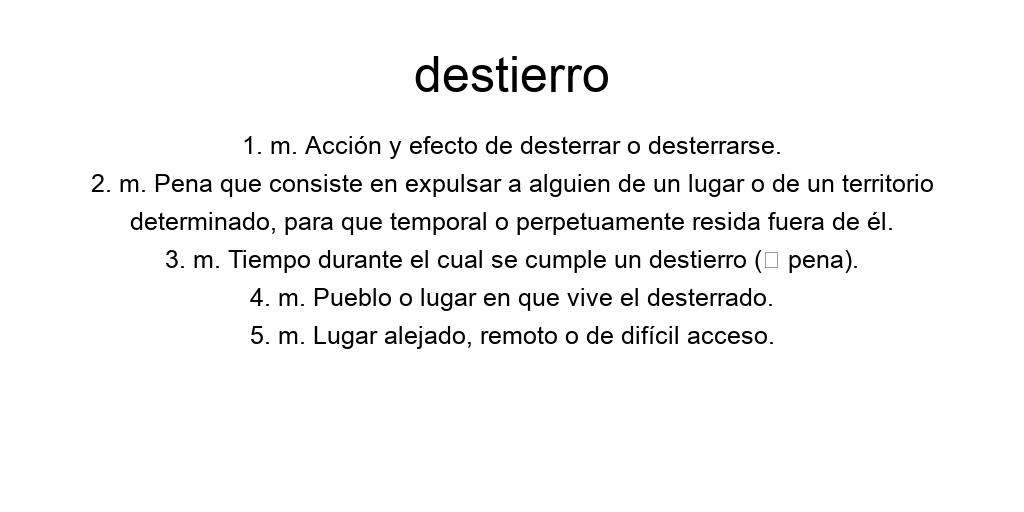 destierro
1. m. Acción y efecto de desterrar o desterrarse.
2. m. Pena que consiste en expulsar a alguien de un lugar o de un territorio
determinado, para que temporal o perpetuamente resida fuera de él.
3. m. Tiempo durante el cual se cumple un destierro (▯ pena).
4. m. Pueblo o lugar en que vive el desterrado.
5. m. Lugar alejado, remoto o de difícil acceso.